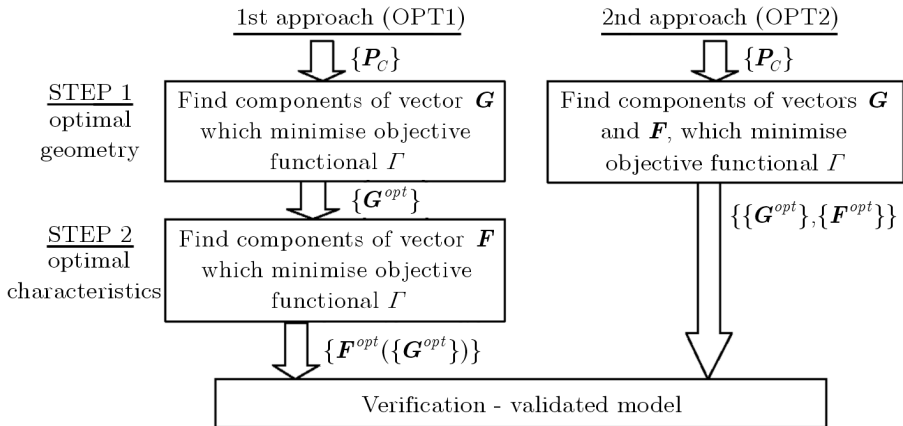 1st approach (OPT1)
2nd approach (OPT2)
{P_C}
{P_C}
STEP 1
optimal
geometry
Find components of vector G
which minimise objective
functional Γ
Find components of vectors G
and F, which minimise
objective functional Γ
{G^opt}
{{G^opt},{F^opt}}
STEP 2
optimal
characteristics
Find components of vector F
which minimise objective
functional Γ
{F^opt({G^opt})}
Verification - validated model